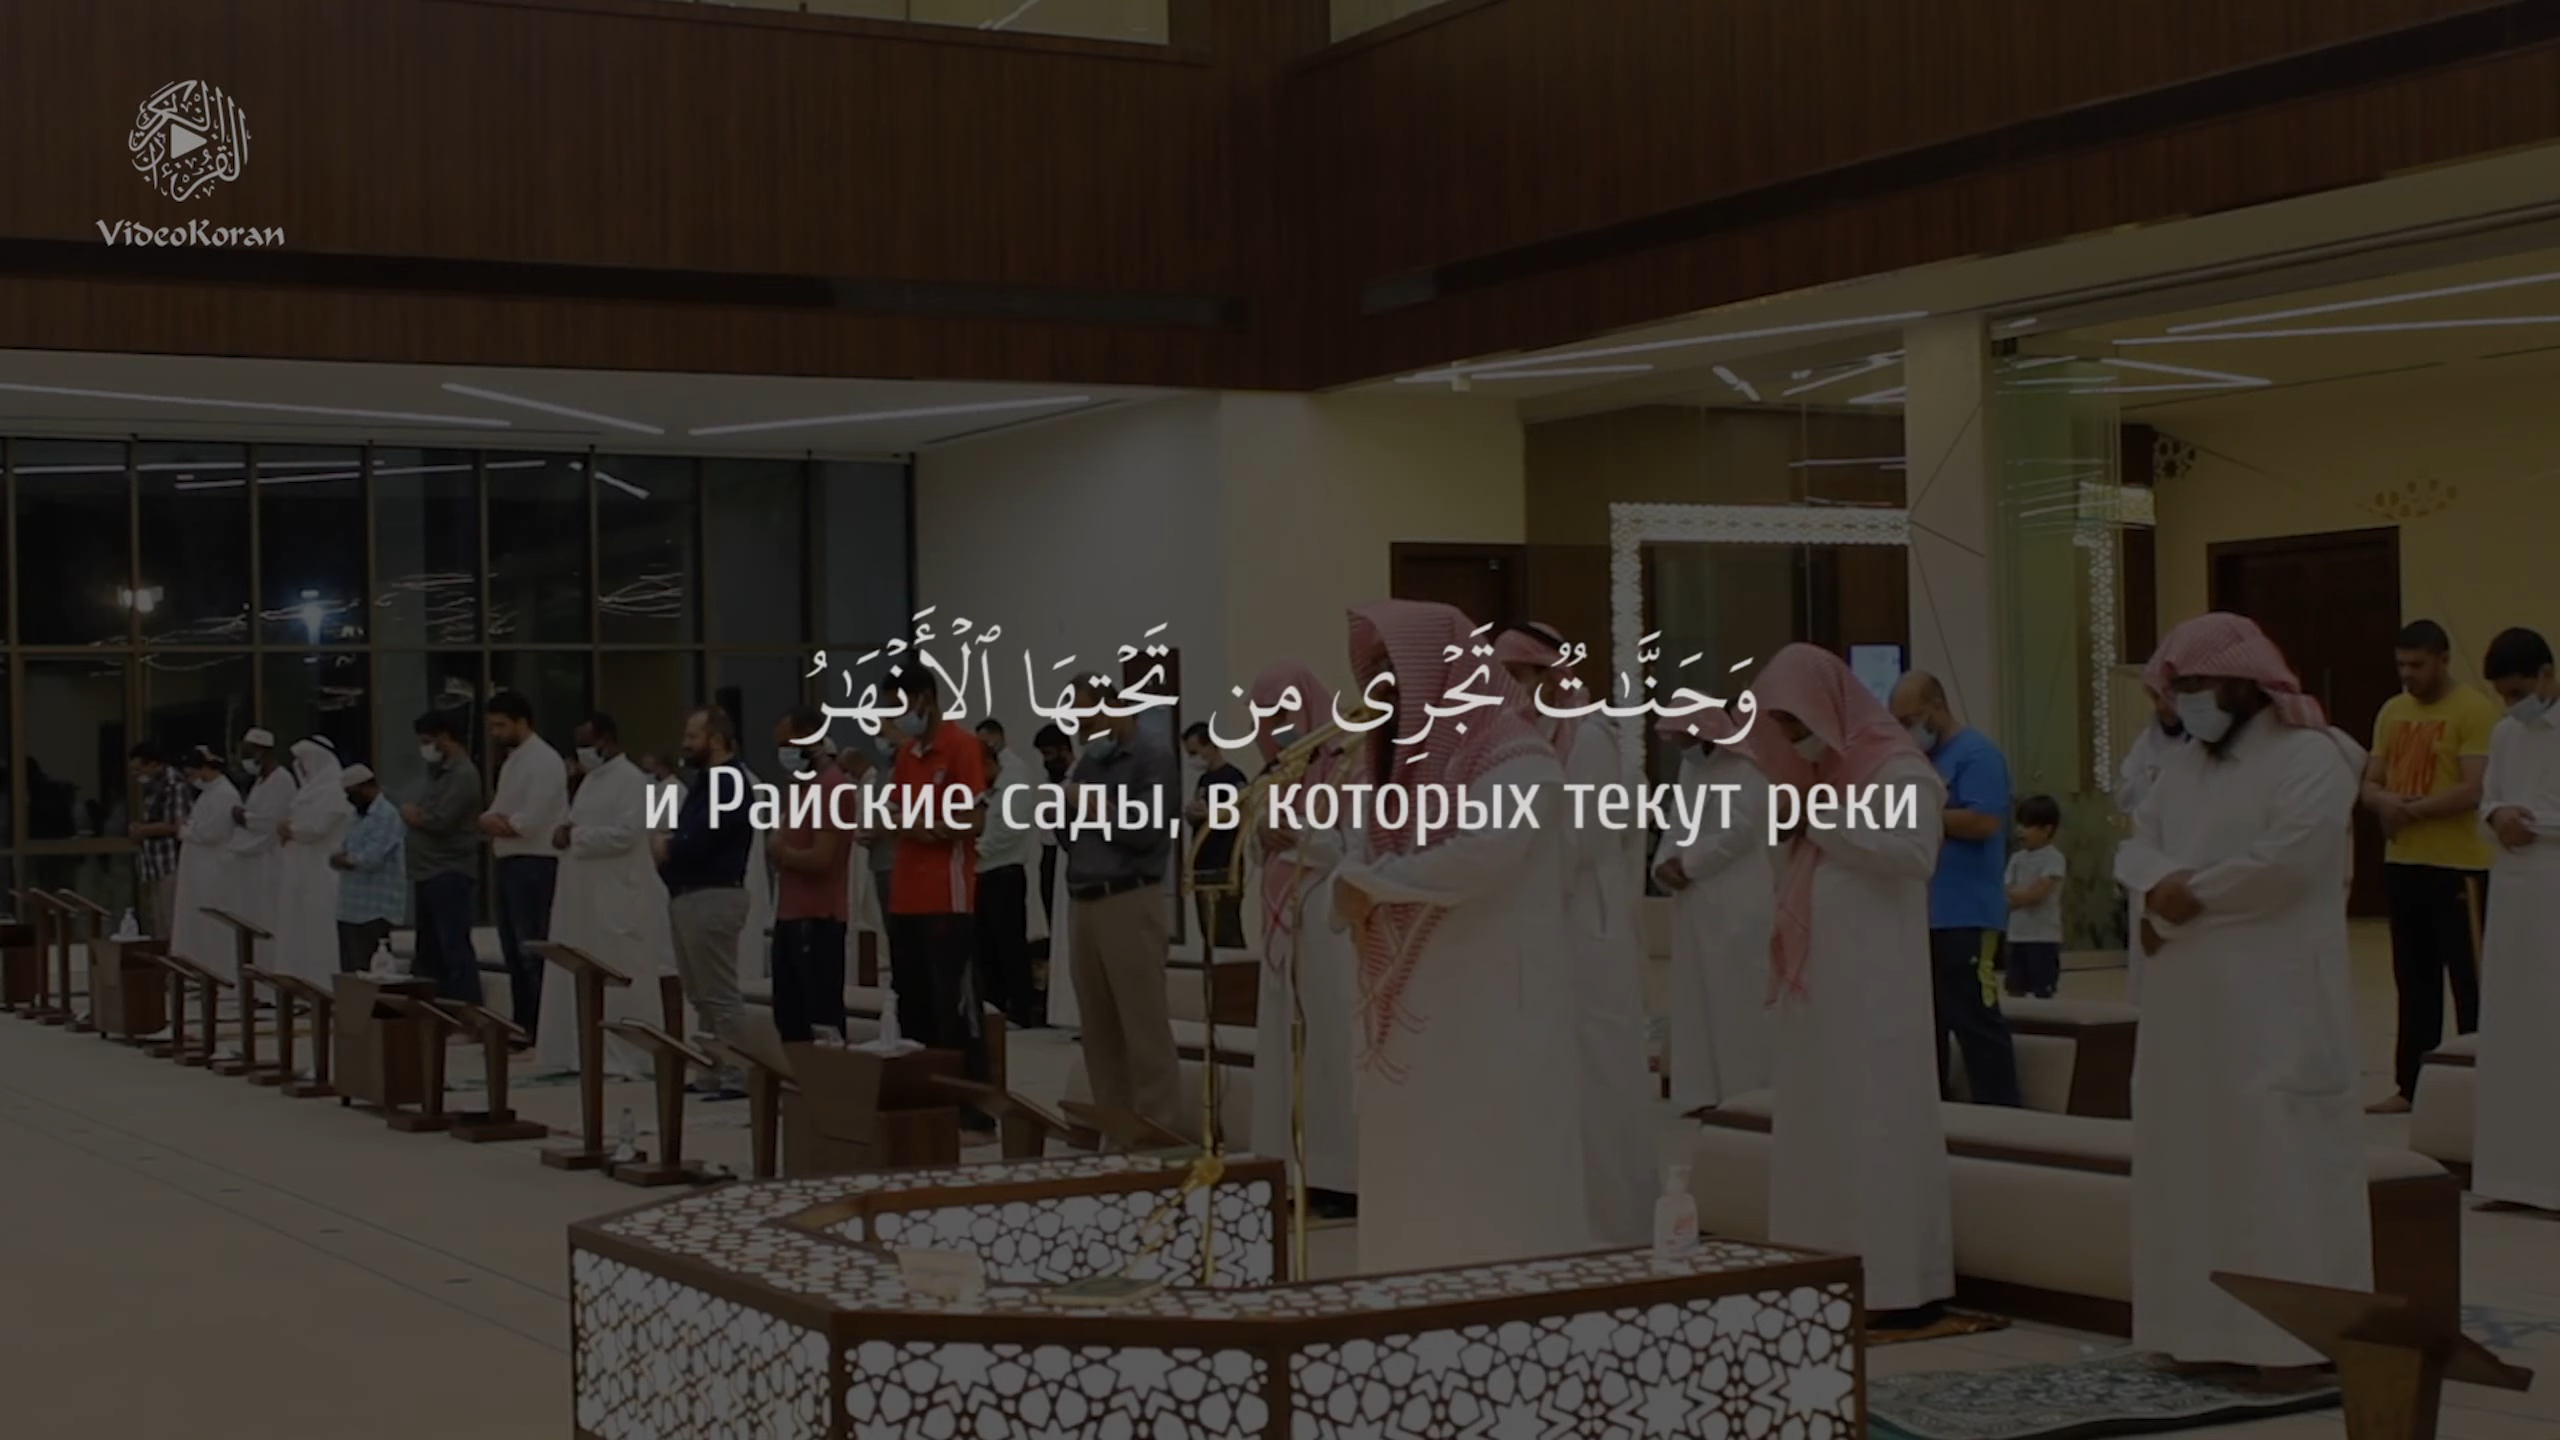 VideoKoran
وَجَنَّـٰتٌ تَجْرِى مِن تَحْتِهَا ٱلْأَنْهَـٰرُ
и Райские сады, в которых текут реки